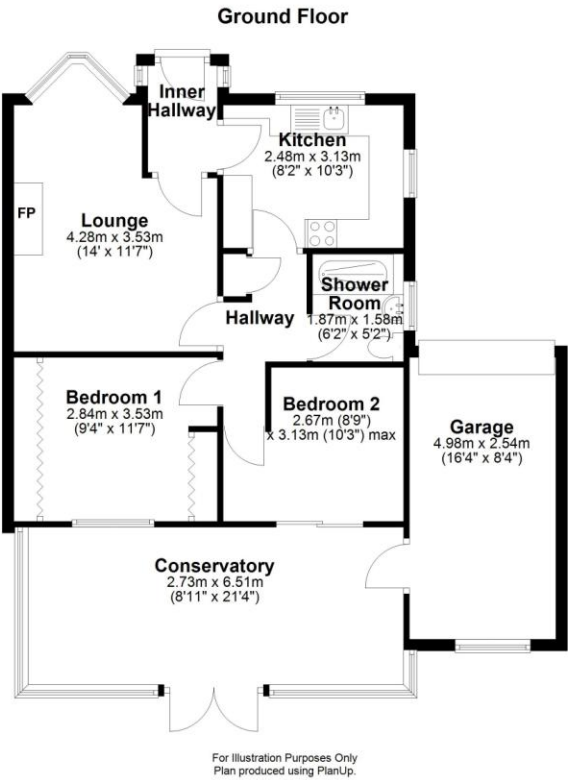 Ground Floor
Inner
Hallway
Kitchen
2.48m x 3.13m
(8'2" x 10'3")
FP
Lounge
4.28m x 3.53m
(14' x 11'7")
Shower
Room
1.87m x 1.58m
(6'2" x 5'2")
Hallway
Bedroom 1
2.84m x 3.53m
(9'4" x 11'7")
Bedroom 2
2.67m (8'9")
x 3.13m (10'3") max
Garage
4.98m x 2.54m
(16'4" x 8'4")
Conservatory
2.73m x 6.51m
(8'11" x 21'4")
For Illustration Purposes Only
Plan produced using PlanUp.